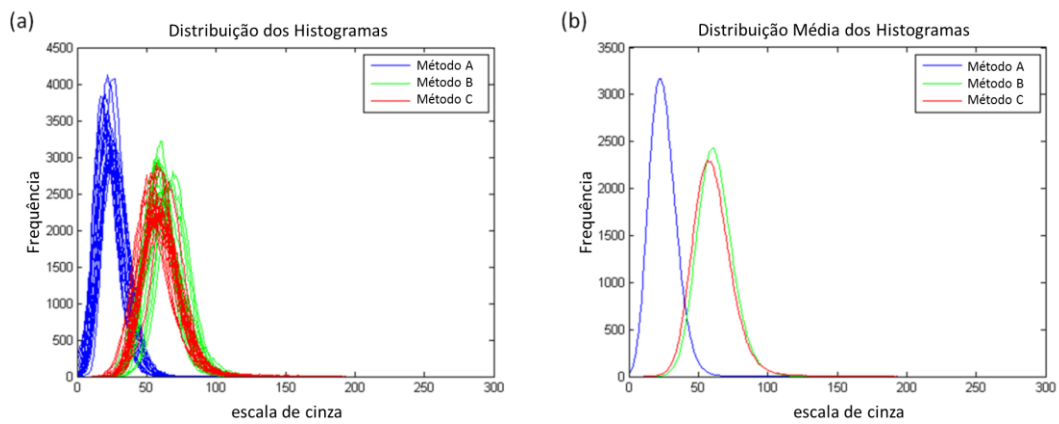 (a)
Distribuição dos Histogramas
4500
4000
3500
3000
2500
2000
1500
1000
500
0
Frequência
Método A
Método B
Método C
0 50 100 150 200 250 300
escala de cinza
(b)
Distribuição Média dos Histogramas
3500
3000
2500
2000
1500
1000
500
0
Frequência
Método A
Método B
Método C
0 50 100 150 200 250 300
escala de cinza